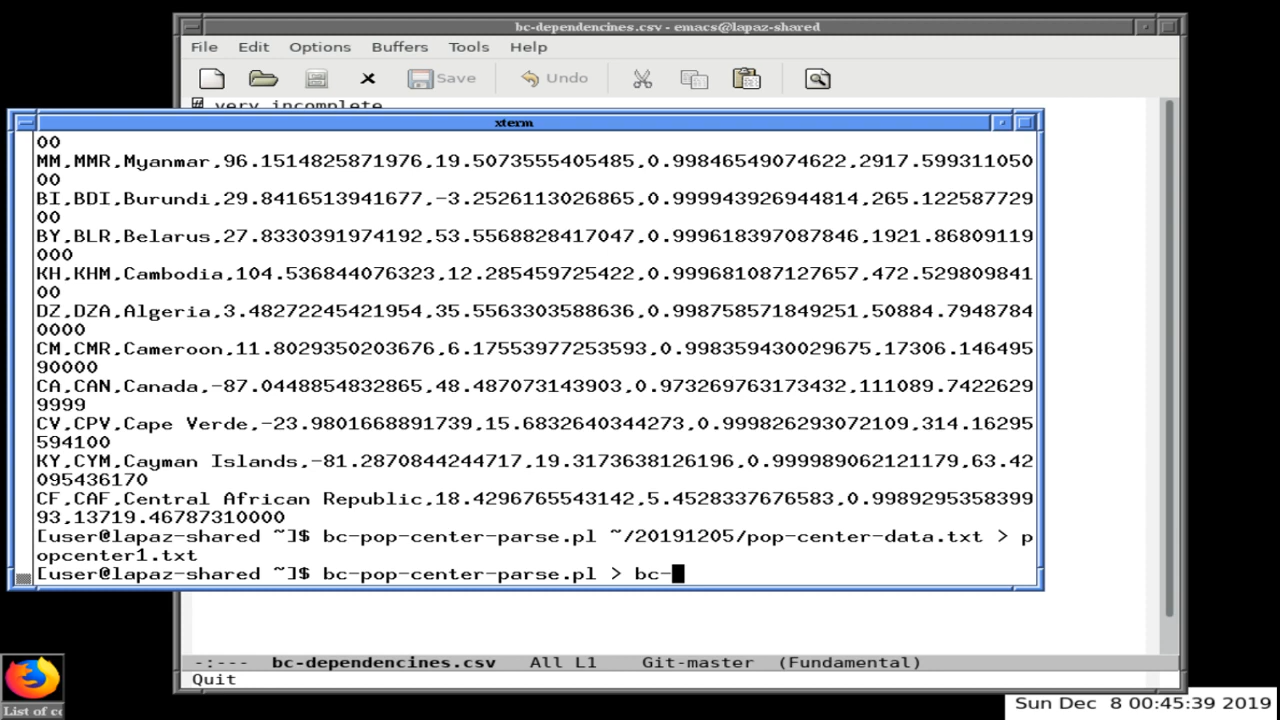 bc-dependencines.csv - emacs@lapaz-shared
File Edit Options Buffers Tools Help
Save Undo
# very incomplete
xterm
00
MM,MMR,Myanmar,96.1514825871976,19.5073555405485,0.99846549074622,2917.599311050
00
BI,BDI,Burundi,29.8416513941677,-3.2526113026865,0.999943926944814,265.122587729
00
BY,BLR,Belarus,27.8330391974192,53.5568828417047,0.999618397087846,1921.86809119
000
KH,KHM,Cambodia,104.536844076323,12.285459725422,0.999681087127657,472.529809841
00
DZ,DZA,Algeria,3.48272245421954,35.5563303588636,0.998758571849251,50884.7948784
0000
CM,CMR,Cameroon,11.8029350203676,6.17553977253593,0.998359430029675,17306.146495
90000
CA,CAN,Canada,-87.0448854832865,48.487073143903,0.973269763173432,111089.7422629
9999
CV,CPV,Cape Verde,-23.9801668891739,15.6832640344273,0.999826293072109,314.16295
594100
KY,CYM,Cayman Islands,-81.2870844244717,19.3173638126196,0.999989062121179,63.42
095436170
CF,CAF,Central African Republic,18.4296765543142,5.4528337676583,0.9989295358399
93,13719.46787310000
[user@lapaz-shared ~]$ bc-pop-center-parse.pl ~/20191205/pop-center-data.txt > p
opcenter1.txt
[user@lapaz-shared ~]$ bc-pop-center-parse.pl > bc-
-:--- bc-dependencines.csv All L1 Git-master (Fundamental)
Quit
List of c
Sun Dec 8 00:45:39 2019